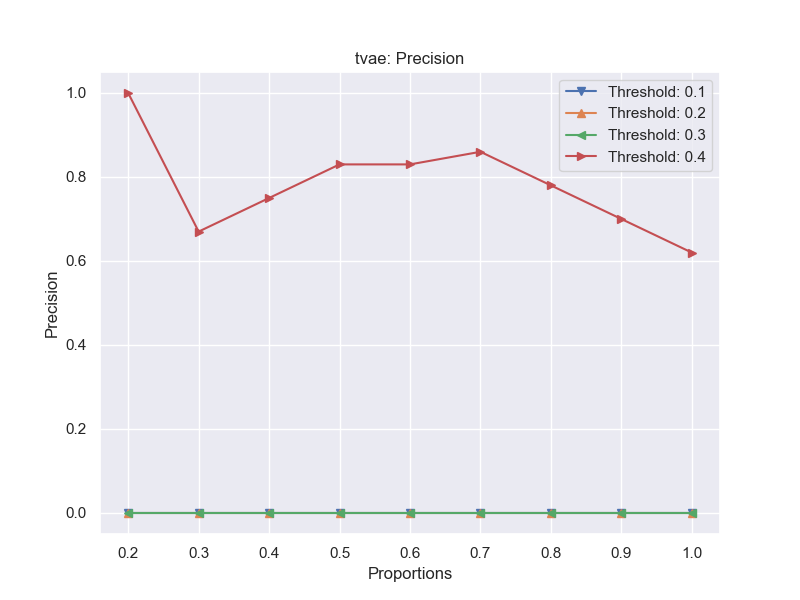 tvae: Precision
Threshold: 0.1
Threshold: 0.2
Threshold: 0.3
Threshold: 0.4
Precision
1.0
0.8
0.6
0.4
0.2
0.0
0.2 0.3 0.4 0.5 0.6 0.7 0.8 0.9 1.0
Proportions